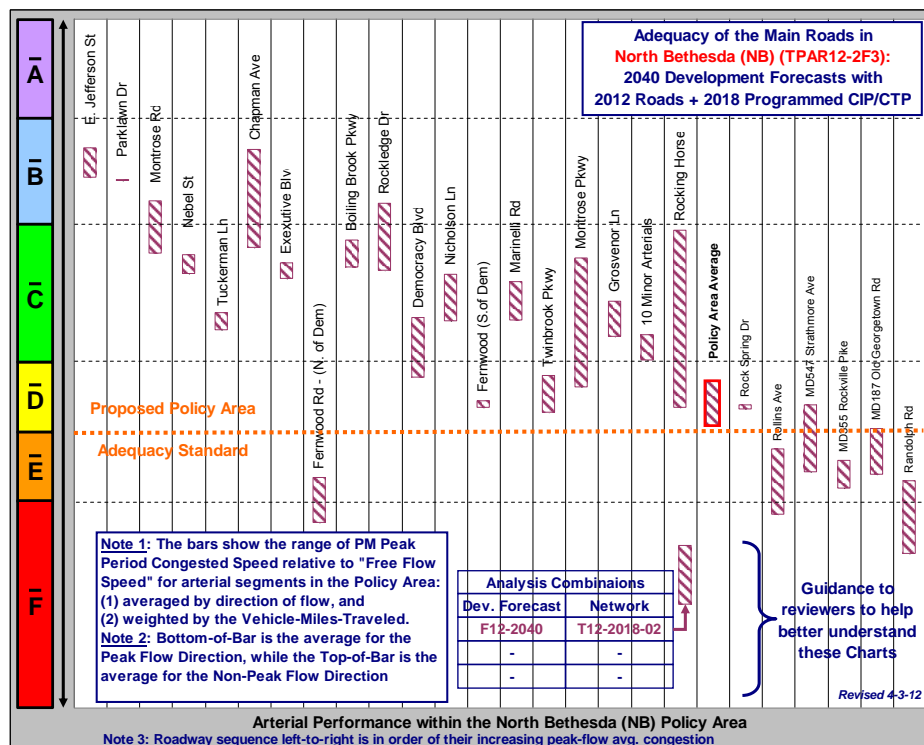 Adequacy of the Main Roads in
North Bethesda (NB) (TPAR12-2F3):
2040 Development Forecasts with
2012 Roads + 2018 Programmed CIP/CTP
A
B
C
D
E
F
E. Jefferson St
Parklawn Dr
Montrose Rd
Nebel St
Tuckerman Ln
Chapman Ave
Exexutive Blv
Fernwood Rd - (N. of Dem)
Boiling Brook Pkwy
Rockledge Dr
Democracy Blvd
Nicholson Ln
Fernwood (S.of Dem)
Marinelli Rd
Twinbrook Pkwy
Montrose Pkwy
Grosvenor Ln
10 Minor Arterials
Rocking Horse
Policy Area Average
Rock Spring Dr
Rollins Ave
MD547 Strathmore Ave
MD355 Rockville Pike
MD187 Old Georgetown Rd
Randolph Rd
Proposed Policy Area
Adequacy Standard
Note 1: The bars show the range of PM Peak
Period Congested Speed relative to "Free Flow
Speed" for arterial segments in the Policy Area:
(1) averaged by direction of flow, and
(2) weighted by the Vehicle-Miles-Traveled.
Note 2: Bottom-of-Bar is the average for the
Peak Flow Direction, while the Top-of-Bar is the
average for the Non-Peak Flow Direction
Analysis Combinaions
Dev. Forecast Network
F12-2040 T12-2018-02
- -
- -
Guidance to
reviewers to help
better understand
these Charts
Revised 4-3-12
Arterial Performance within the North Bethesda (NB) Policy Area
Note 3: Roadway sequence left-to-right is in order of their increasing peak-flow avg. congestion